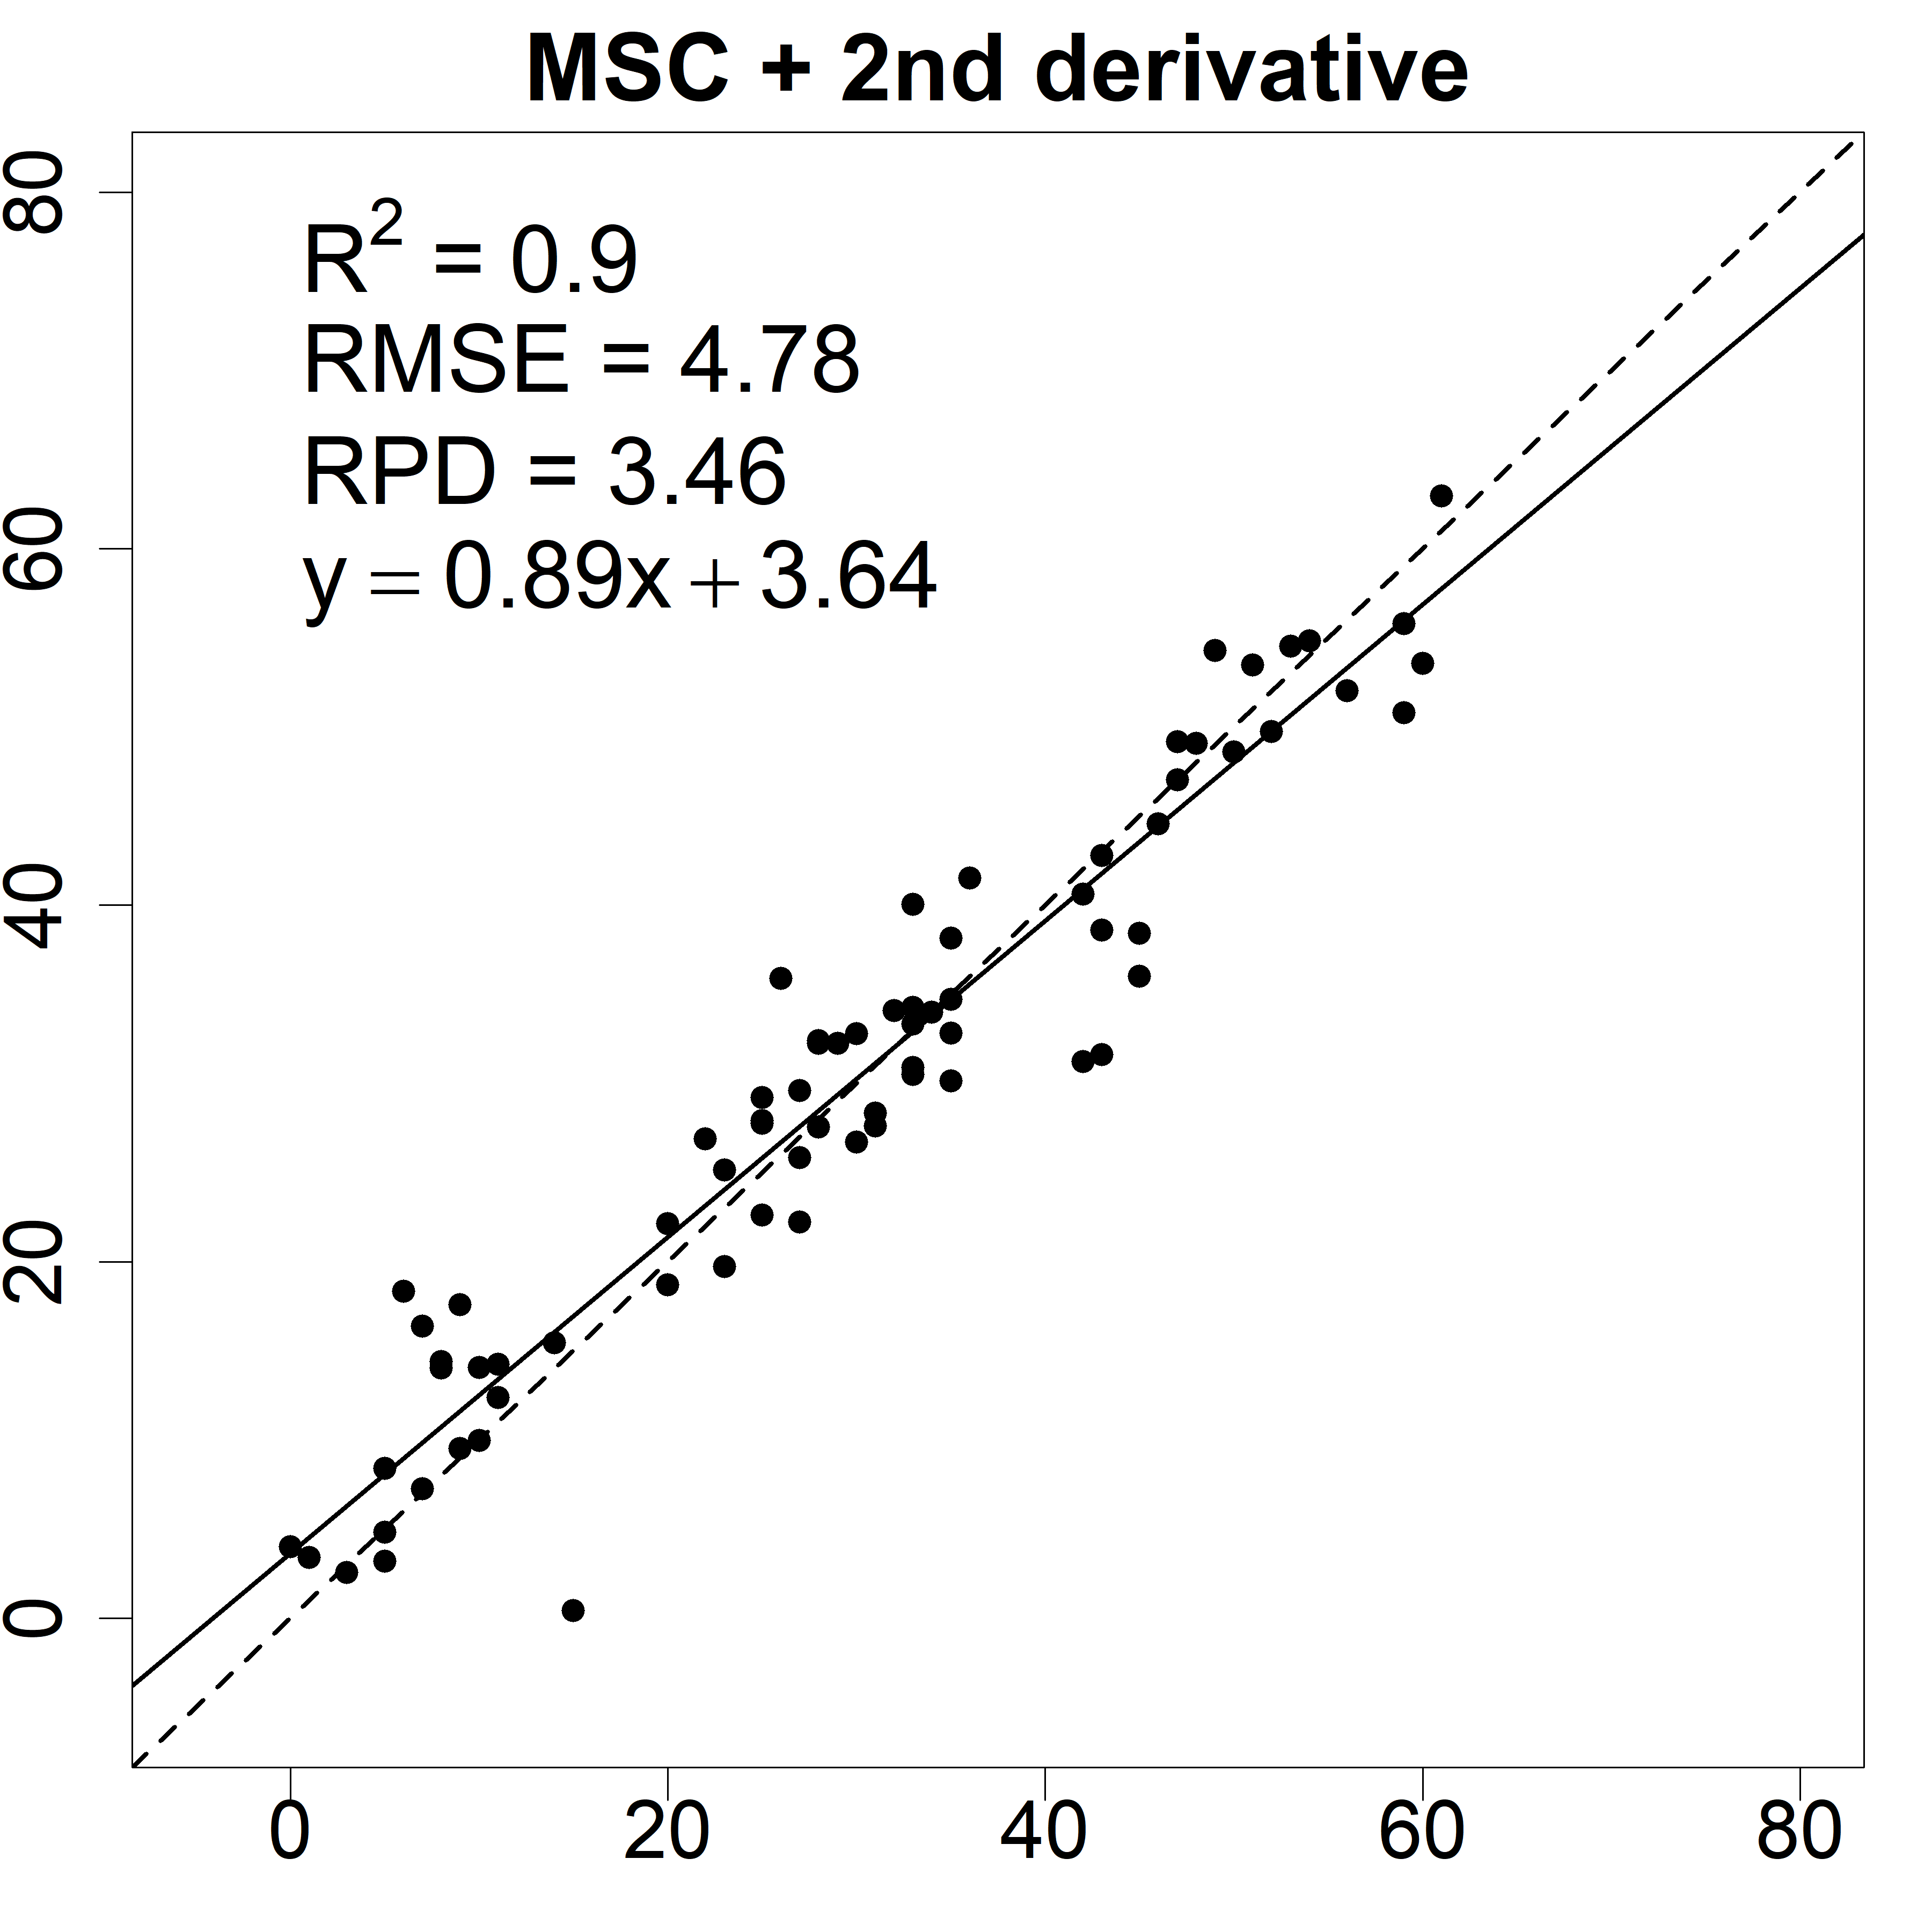 MSC + 2nd derivative
R² = 0.9
RMSE = 4.78
RPD = 3.46
y = 0.89x + 3.64
80
60
40
20
0
0 20 40 60 80